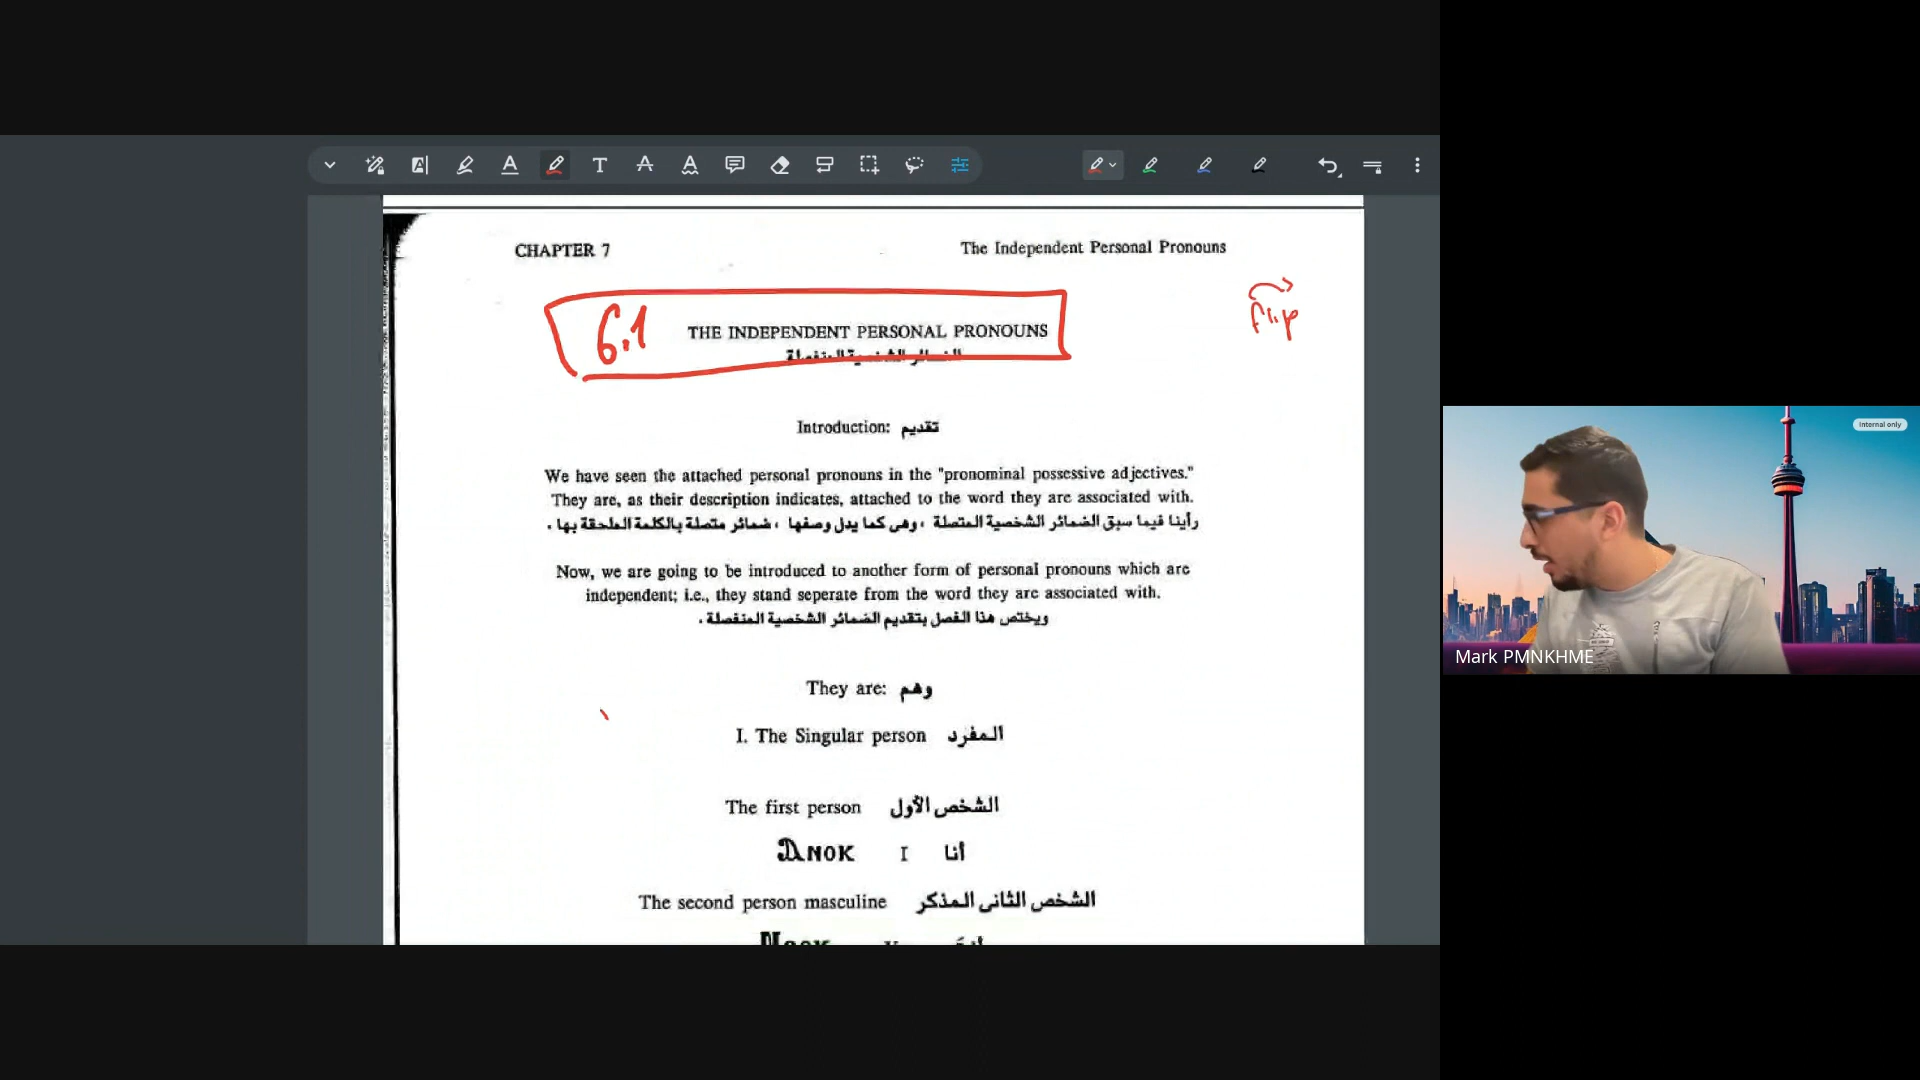 CHAPTER 7
The Independent Personal Pronouns
flip
6.1
THE INDEPENDENT PERSONAL PRONOUNS
الضمائر الشخصية المنفصلة
Introduction: تقديم
We have seen the attached personal pronouns in the "pronominal possessive adjectives."
They are, as their description indicates, attached to the word they are associated with.
رأينا فيما سبق الضمائر الشخصية المتصلة ، وهى كما يدل وصفها ، ضمائر متصلة بالكلمة الملحقة بها .
Now, we are going to be introduced to another form of personal pronouns which are
independent; i.e., they stand seperate from the word they are associated with.
ويختص هذا الفصل بتقديم الضمائر الشخصية المنفصلة .
They are: وهم
I. The Singular person المفرد
The first person الشخص الأول
Ⲁⲛⲟⲕ I أنا
The second person masculine الشخص الثانى المذكر
Internal only
Mark PMNKHME